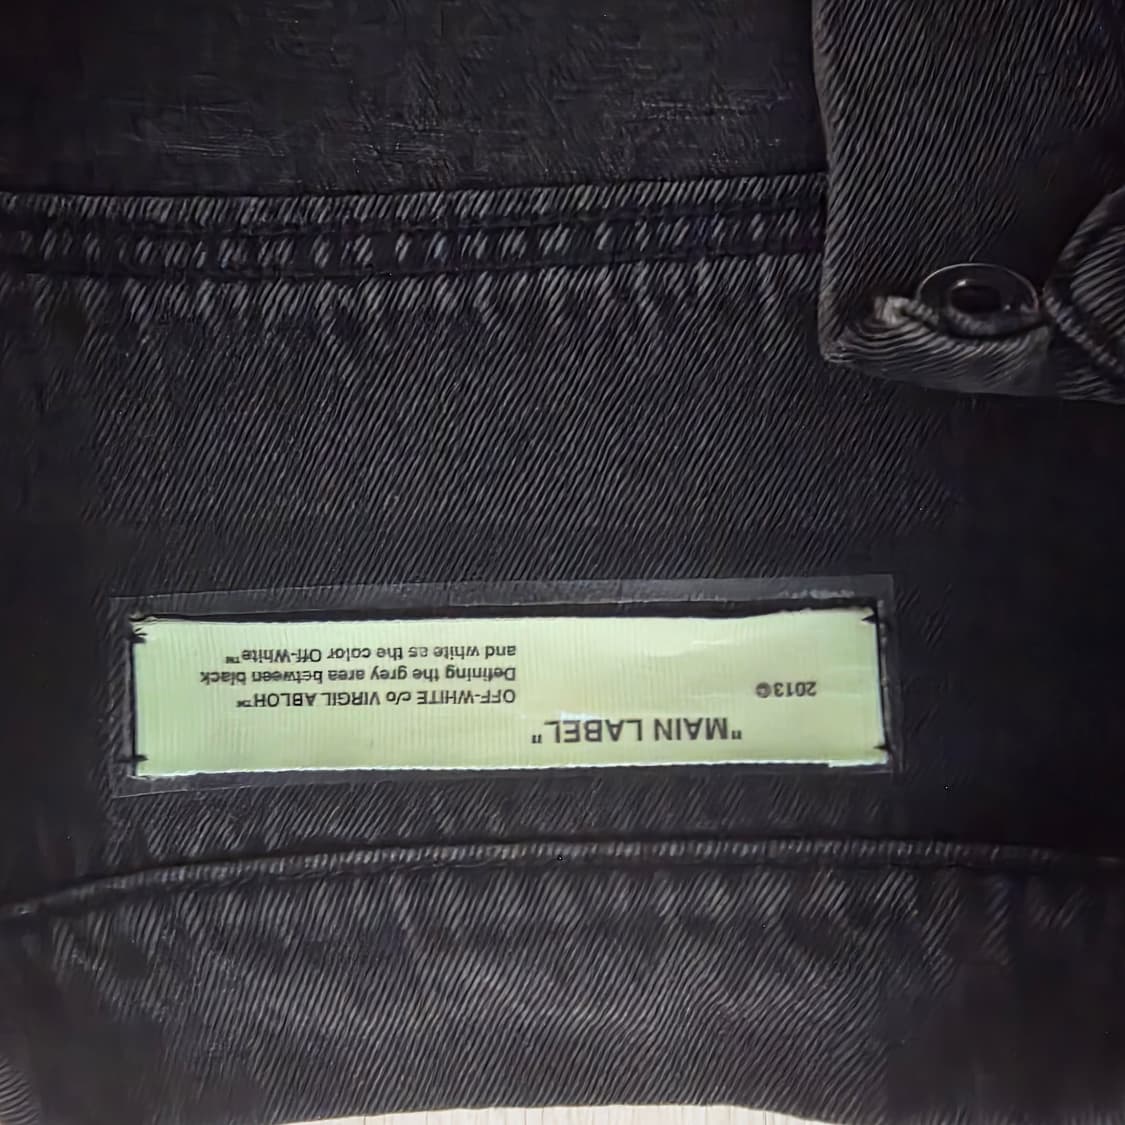 "MAIN LABEL"
2013©
OFF-WHITE c/o VIRGIL ABLOH™
Defining the grey area between black
and white as the color Off-White™